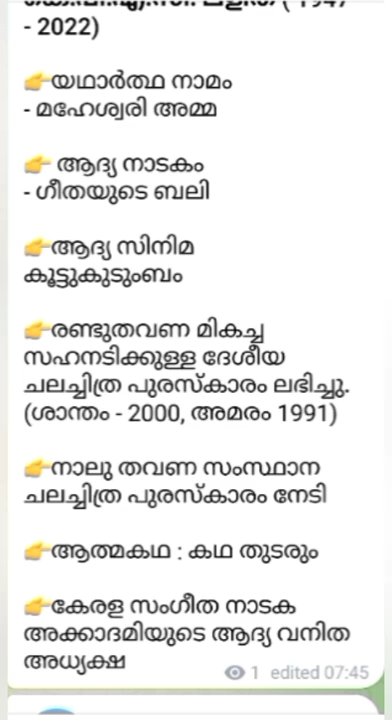 കെ.പി.എ.സി. ലളിത ( 1947
- 2022)
👉യഥാർത്ഥ നാമം
- മഹേശ്വരി അമ്മ
👉 ആദ്യ നാടകം
- ഗീതയുടെ ബലി
👉ആദ്യ സിനിമ
കൂട്ടുകുടുംബം
👉രണ്ടുതവണ മികച്ച
സഹനടിക്കുള്ള ദേശീയ
ചലച്ചിത്ര പുരസ്കാരം ലഭിച്ചു.
(ശാന്തം - 2000, അമരം 1991)
👉നാലു തവണ സംസ്ഥാന
ചലച്ചിത്ര പുരസ്കാരം നേടി
👉ആത്മകഥ : കഥ തുടരും
👉കേരള സംഗീത നാടക
അക്കാദമിയുടെ ആദ്യ വനിത
അധ്യക്ഷ
1 edited 07:45